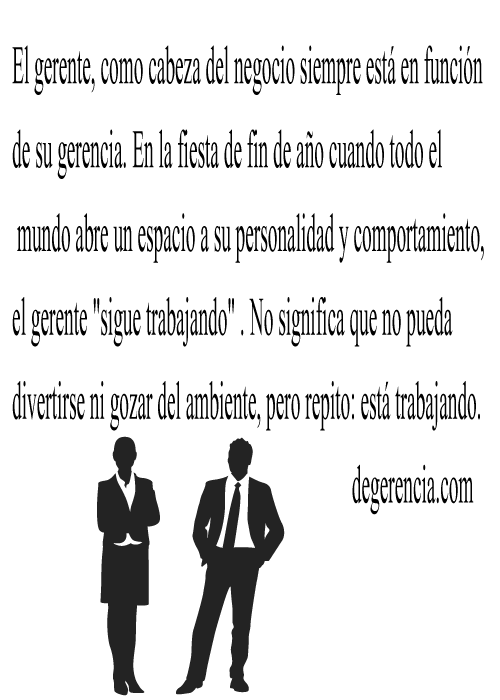 El gerente, como cabeza del negocio siempre está en función
de su gerencia. En la fiesta de fin de año cuando todo el
mundo abre un espacio a su personalidad y comportamiento,
el gerente "sigue trabajando" . No significa que no pueda
divertirse ni gozar del ambiente, pero repito: está trabajando.
degerencia.com